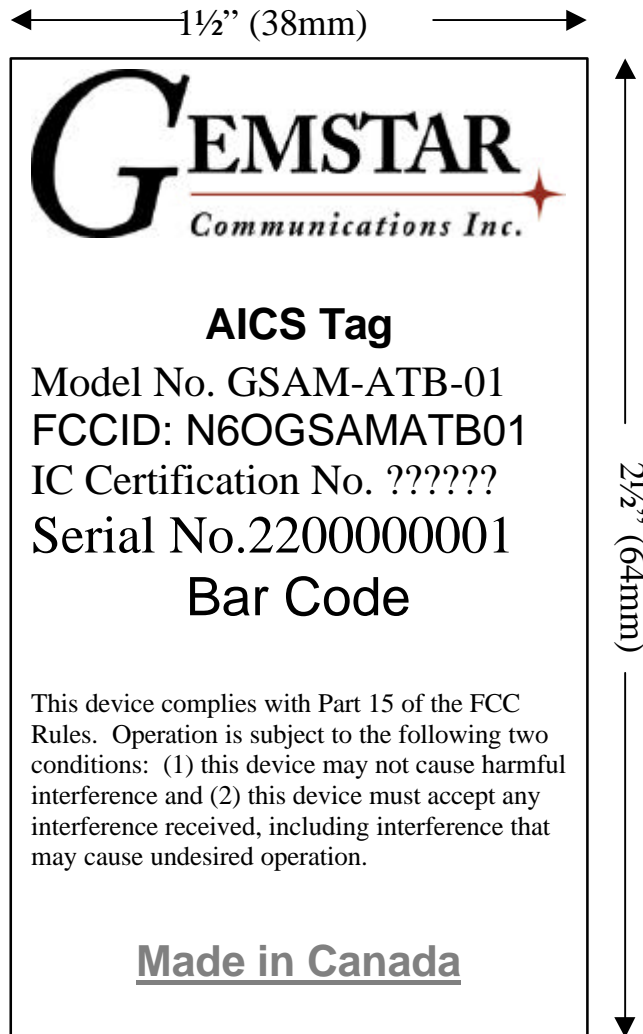 1½” (38mm)
GEMSTAR
Communications Inc.
AICS Tag
Model No. GSAM-ATB-01
FCCID: N6OGSAMATB01
IC Certification No. ??????
Serial No.2200000001
Bar Code
2½” (64mm)
This device complies with Part 15 of the FCC
Rules.  Operation is subject to the following two
conditions:  (1) this device may not cause harmful
interference and (2) this device must accept any
interference received, including interference that
may cause undesired operation.
Made in Canada